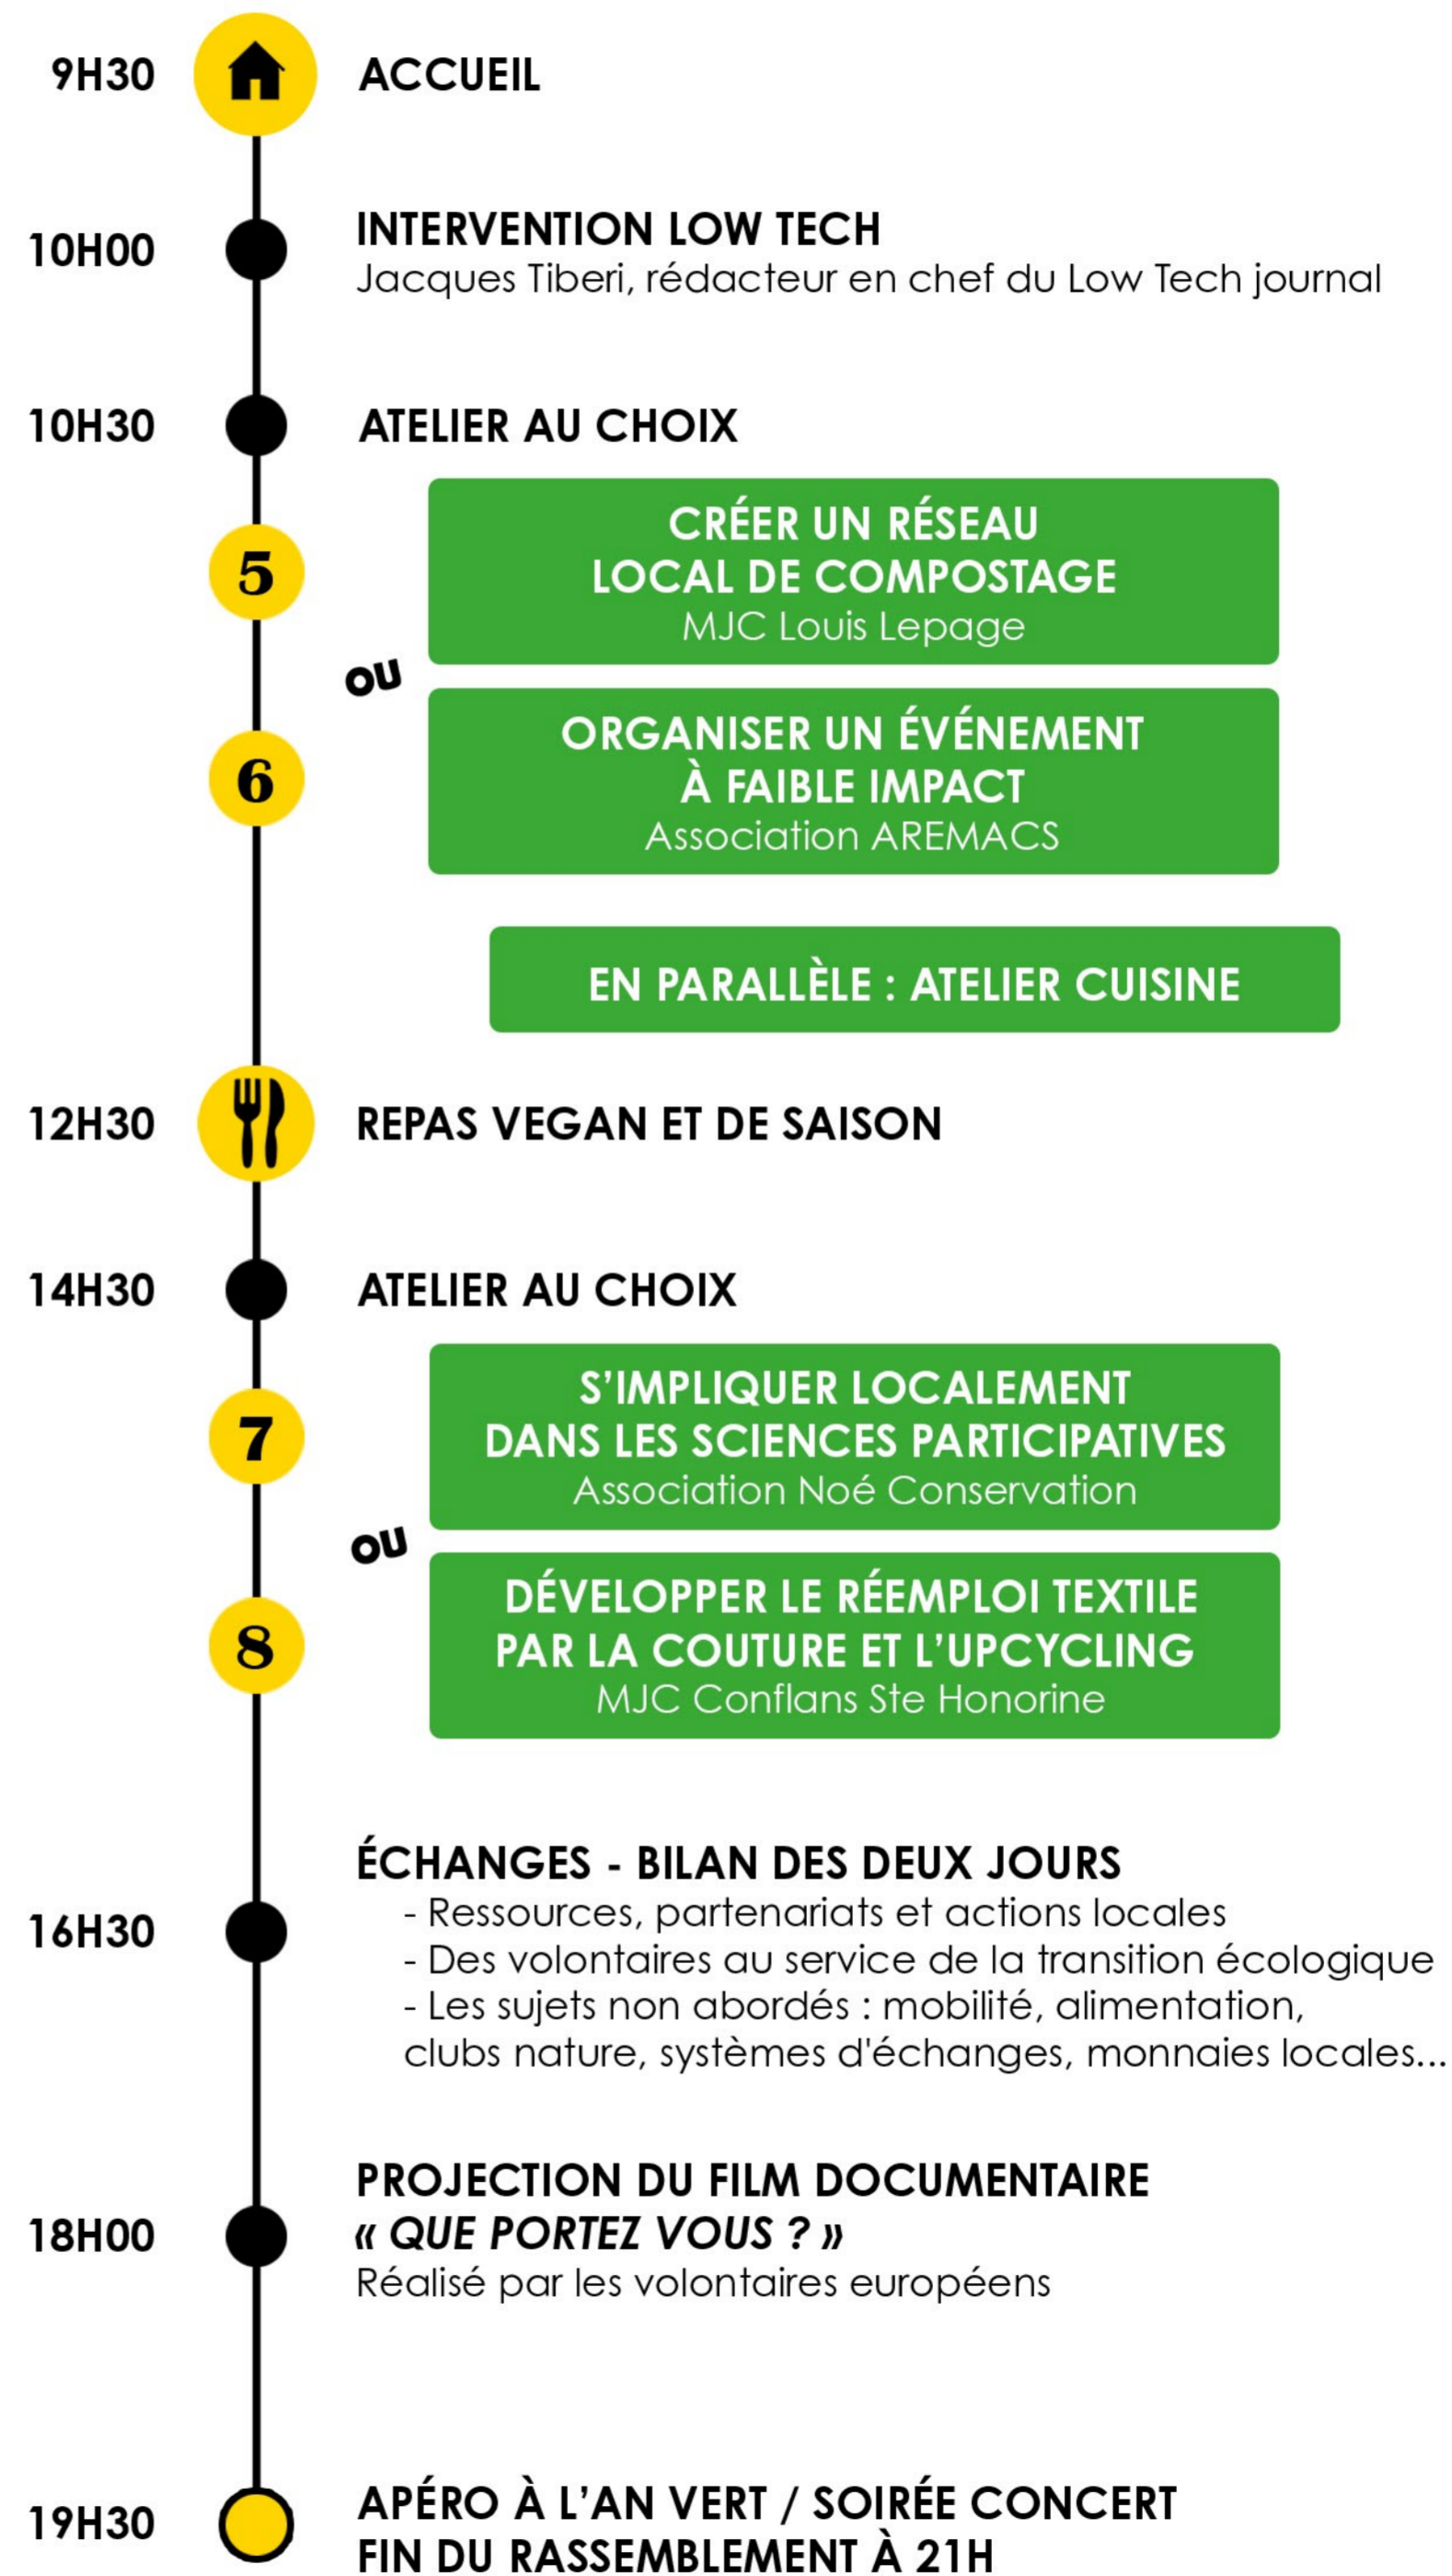 9H30
ACCUEIL
10H00
INTERVENTION LOW TECH
Jacques Tiberi, rédacteur en chef du Low Tech journal
10H30
ATELIER AU CHOIX
5
CRÉER UN RÉSEAU
LOCAL DE COMPOSTAGE
MJC Louis Lepage
OU
6
ORGANISER UN ÉVÉNEMENT
À FAIBLE IMPACT
Association AREMACS
EN PARALLÈLE : ATELIER CUISINE
12H30
REPAS VEGAN ET DE SAISON
14H30
ATELIER AU CHOIX
7
S'IMPLIQUER LOCALEMENT
DANS LES SCIENCES PARTICIPATIVES
Association Noé Conservation
OU
8
DÉVELOPPER LE RÉEMPLOI TEXTILE
PAR LA COUTURE ET L'UPCYCLING
MJC Conflans Ste Honorine
16H30
ÉCHANGES - BILAN DES DEUX JOURS
- Ressources, partenariats et actions locales
- Des volontaires au service de la transition écologique
- Les sujets non abordés : mobilité, alimentation,
clubs nature, systèmes d'échanges, monnaies locales...
18H00
PROJECTION DU FILM DOCUMENTAIRE
« QUE PORTEZ VOUS ? »
Réalisé par les volontaires européens
19H30
APÉRO À L'AN VERT / SOIRÉE CONCERT
FIN DU RASSEMBLEMENT À 21H